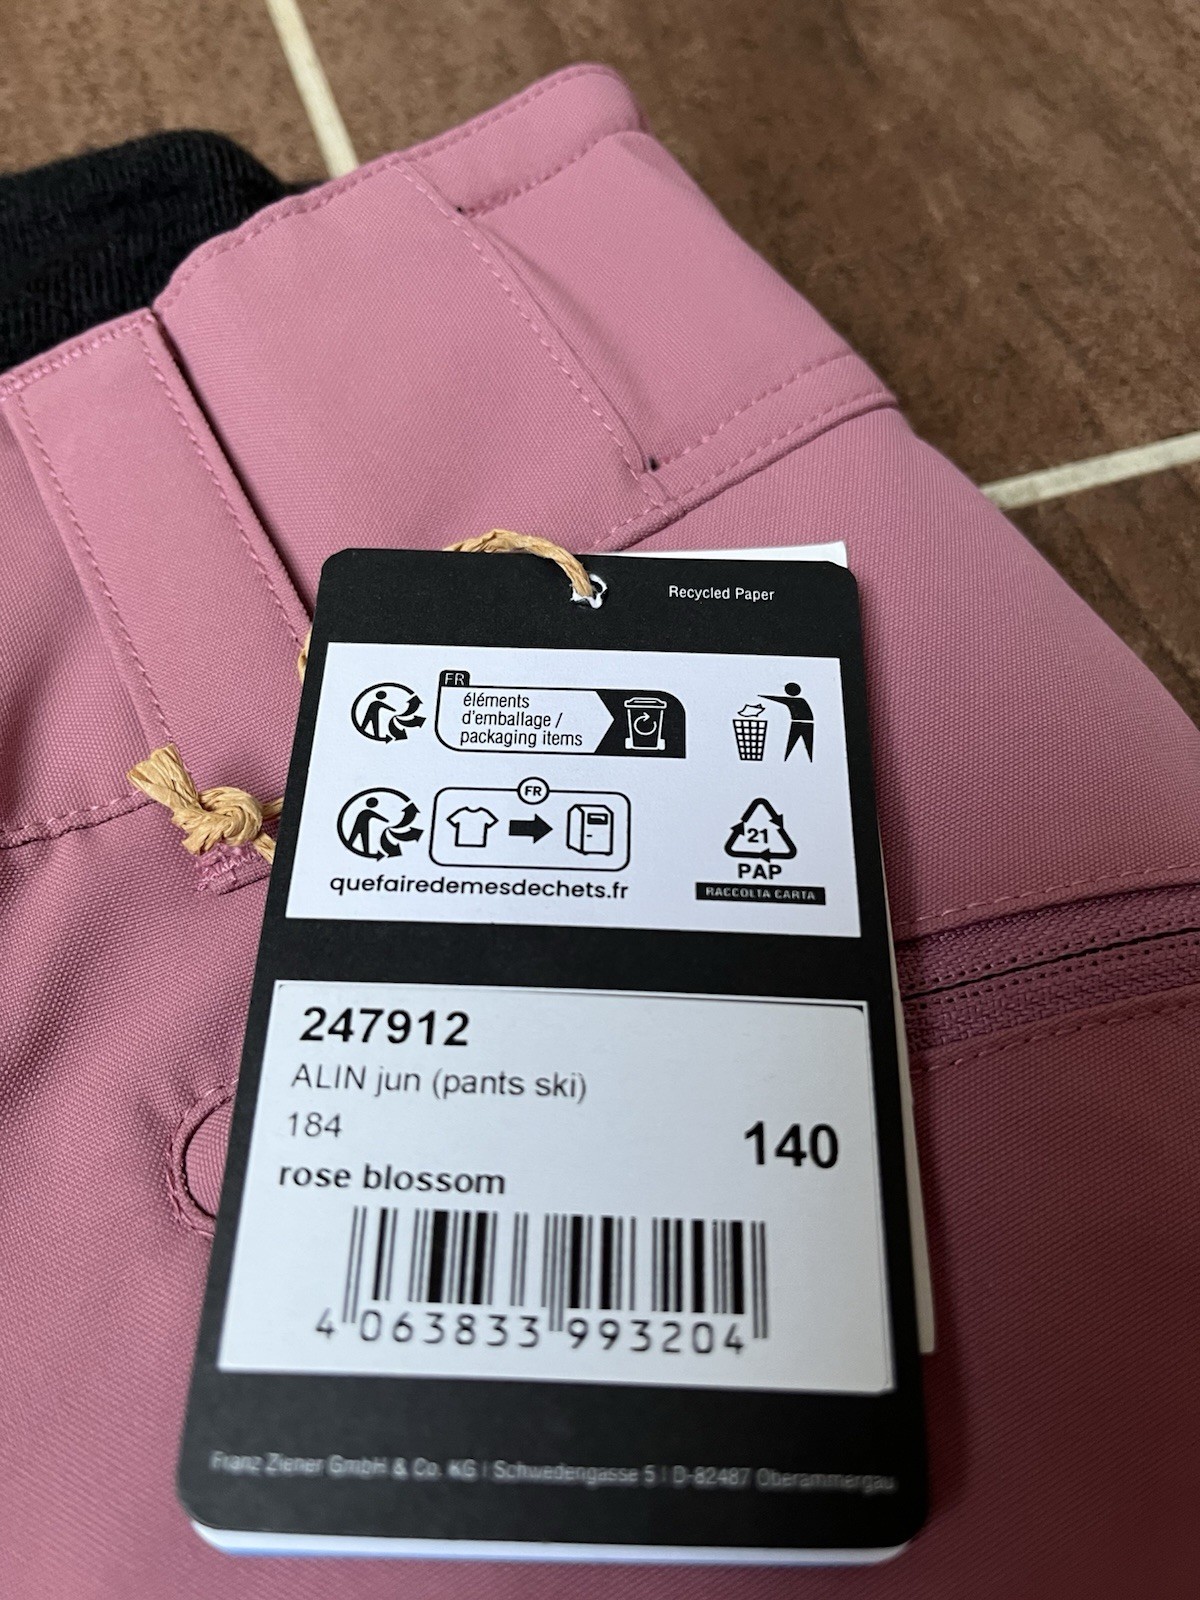 Recycled Paper
FR
éléments
d'emballage /
packaging items
FR
quefairedemesdechets.fr
21
PAP
RACCOLTA CARTA
247912
ALIN jun (pants ski)
184
140
rose blossom
4 063833 993204
Franz Ziener GmbH & Co. KG | Schwedengasse 5 | D-82487 Oberammergau